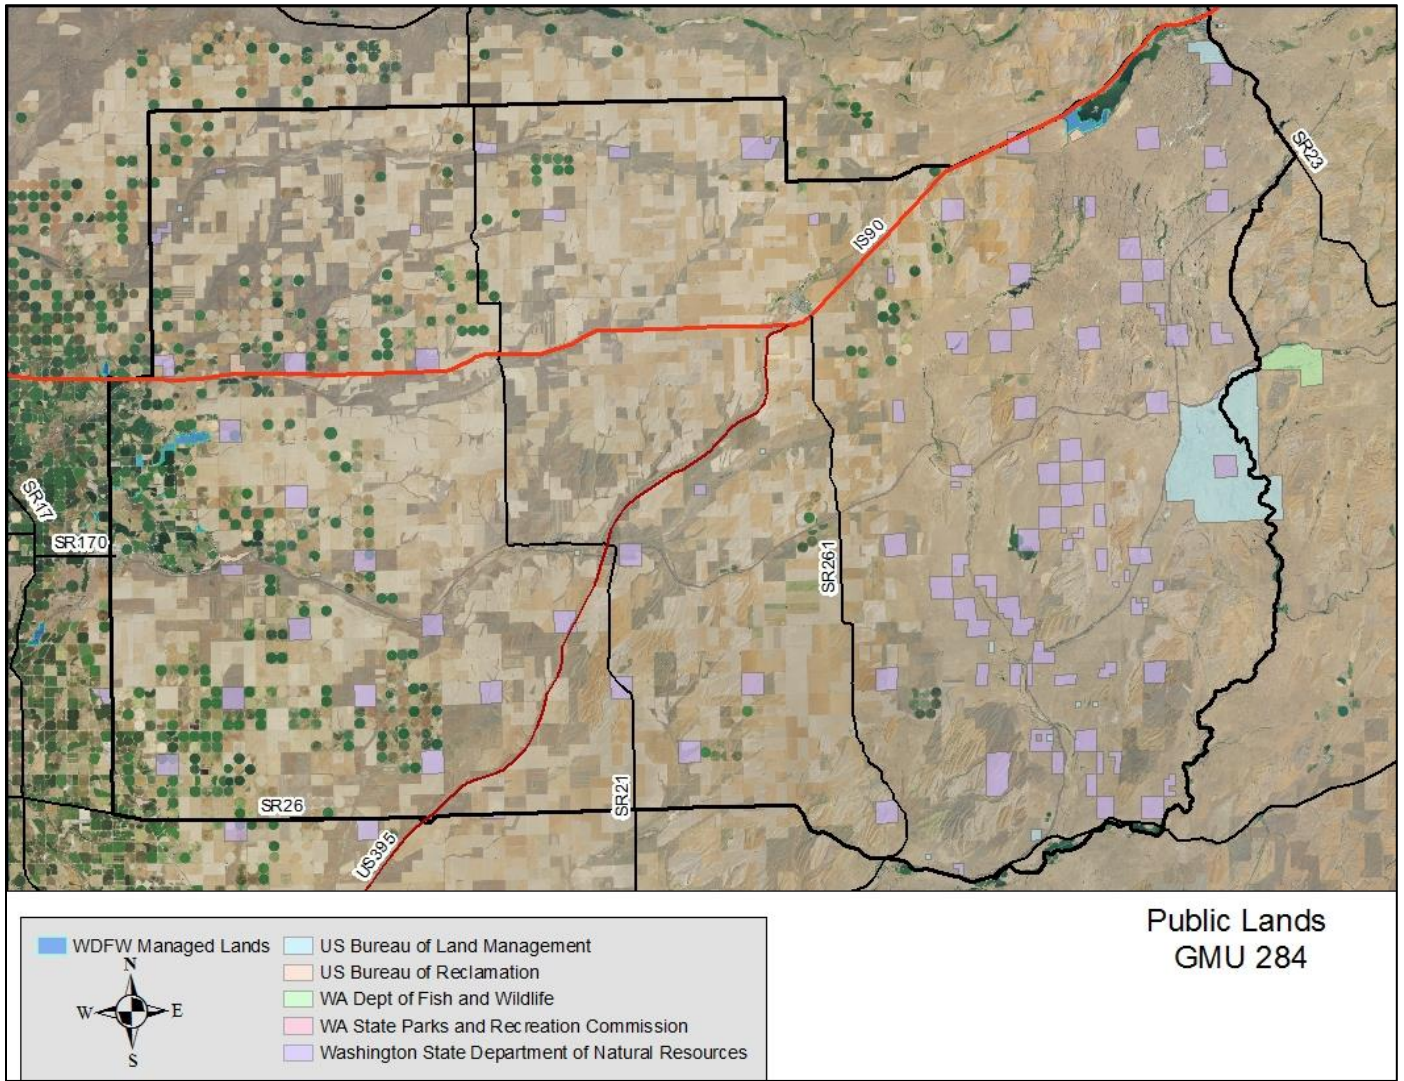 SR23
IS90
SR17
SR170
SR261
SR21
SR26
US395
Public Lands
GMU 284
WDFW Managed Lands
US Bureau of Land Management
US Bureau of Reclamation
WA Dept of Fish and Wildlife
WA State Parks and Recreation Commission
Washington State Department of Natural Resources
N
W
E
S